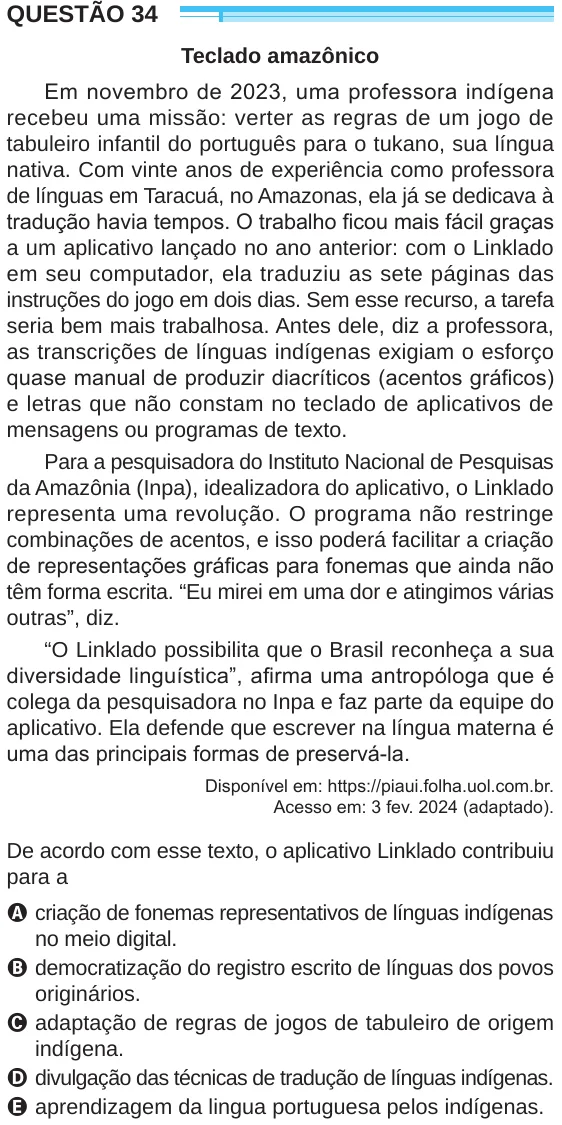 QUESTÃO 34
Teclado amazônico
Em novembro de 2023, uma professora indígena
recebeu uma missão: verter as regras de um jogo de
tabuleiro infantil do português para o tukano, sua língua
nativa. Com vinte anos de experiência como professora
de línguas em Taracuá, no Amazonas, ela já se dedicava à
tradução havia tempos. O trabalho ficou mais fácil graças
a um aplicativo lançado no ano anterior: com o Linklado
em seu computador, ela traduziu as sete páginas das
instruções do jogo em dois dias. Sem esse recurso, a tarefa
seria bem mais trabalhosa. Antes dele, diz a professora,
as transcrições de línguas indígenas exigiam o esforço
quase manual de produzir diacríticos (acentos gráficos)
e letras que não constam no teclado de aplicativos de
mensagens ou programas de texto.
Para a pesquisadora do Instituto Nacional de Pesquisas
da Amazônia (Inpa), idealizadora do aplicativo, o Linklado
representa uma revolução. O programa não restringe
combinações de acentos, e isso poderá facilitar a criação
de representações gráficas para fonemas que ainda não
têm forma escrita. “Eu mirei em uma dor e atingimos várias
outras”, diz.
“O Linklado possibilita que o Brasil reconheça a sua
diversidade linguística”, afirma uma antropóloga que é
colega da pesquisadora no Inpa e faz parte da equipe do
aplicativo. Ela defende que escrever na língua materna é
uma das principais formas de preservá-la.
Disponível em: https://piaui.folha.uol.com.br.
Acesso em: 3 fev. 2024 (adaptado).
De acordo com esse texto, o aplicativo Linklado contribuiu
para a
A criação de fonemas representativos de línguas indígenas
no meio digital.
B democratização do registro escrito de línguas dos povos
originários.
C adaptação de regras de jogos de tabuleiro de origem
indígena.
D divulgação das técnicas de tradução de línguas indígenas.
E aprendizagem da lingua portuguesa pelos indígenas.